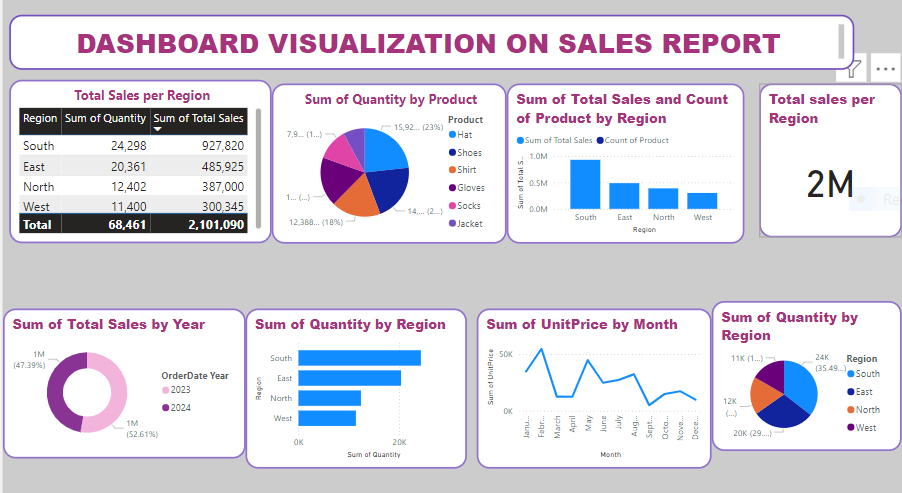 DASHBOARD VISUALIZATION ON SALES REPORT
Total Sales per Region
Region Sum of Quantity Sum of Total Sales
South 24,298 927,820
East 20,361 485,925
North 12,402 387,000
West 11,400 300,345
Total 68,461 2,101,090
Sum of Quantity by Product
7,9... (1...)
15,92... (23%)
1... (...)
12,388... (18%)
14,... (2...)
Product
Hat
Shoes
Shirt
Gloves
Socks
Jacket
Sum of Total Sales and Count
of Product by Region
Sum of Total Sales Count of Product
Sum of Total S...
1.0M
0.5M
0.0M
South East North West
Region
Total sales per
Region
2M
Sum of Total Sales by Year
1M
(47.39%)
1M
(52.61%)
OrderDate Year
2023
2024
Sum of Quantity by Region
Region
South
East
North
West
0K 20K
Sum of Quantity
Sum of UnitPrice by Month
Sum of UnitPrice
50K
0K
Janu... Febr... March April May June July Aug... Sept... Octo... Nove... Dece...
Month
Sum of Quantity by
Region
11K (1...)
24K
(35.49...)
12K
(...)
20K (29....)
Region
South
East
North
West